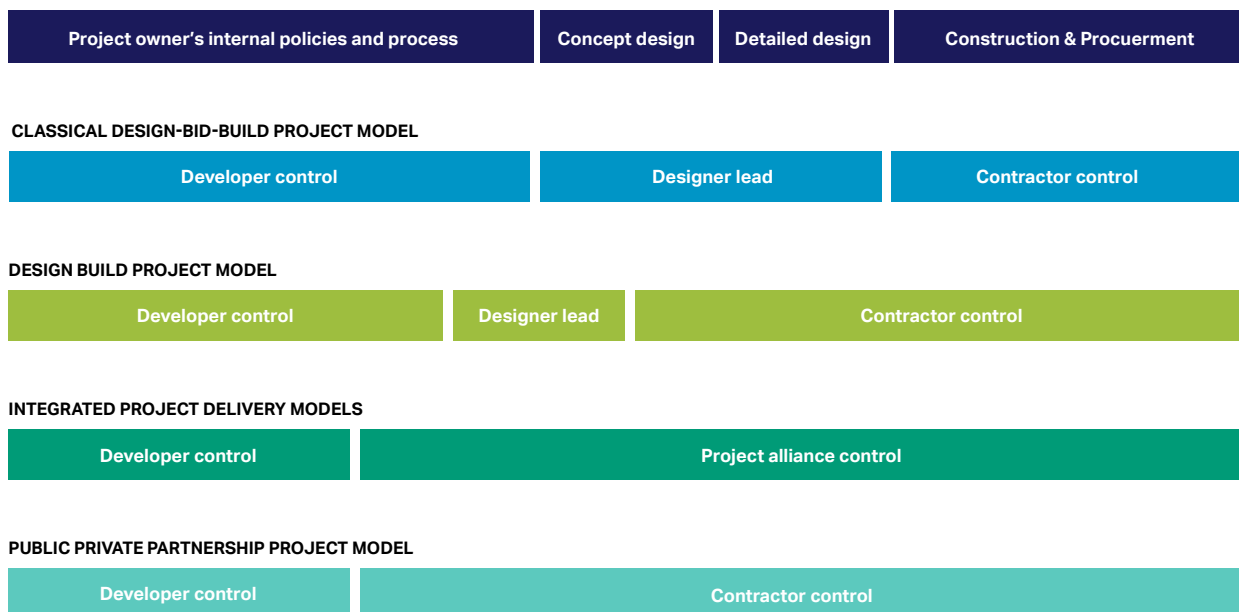 Project owner's internal policies and process
Concept design
Detailed design
Construction & Procuerment
CLASSICAL DESIGN-BID-BUILD PROJECT MODEL
Developer control
Designer lead
Contractor control
DESIGN BUILD PROJECT MODEL
Developer control
Designer lead
Contractor control
INTEGRATED PROJECT DELIVERY MODELS
Developer control
Project alliance control
PUBLIC PRIVATE PARTNERSHIP PROJECT MODEL
Developer control
Contractor control